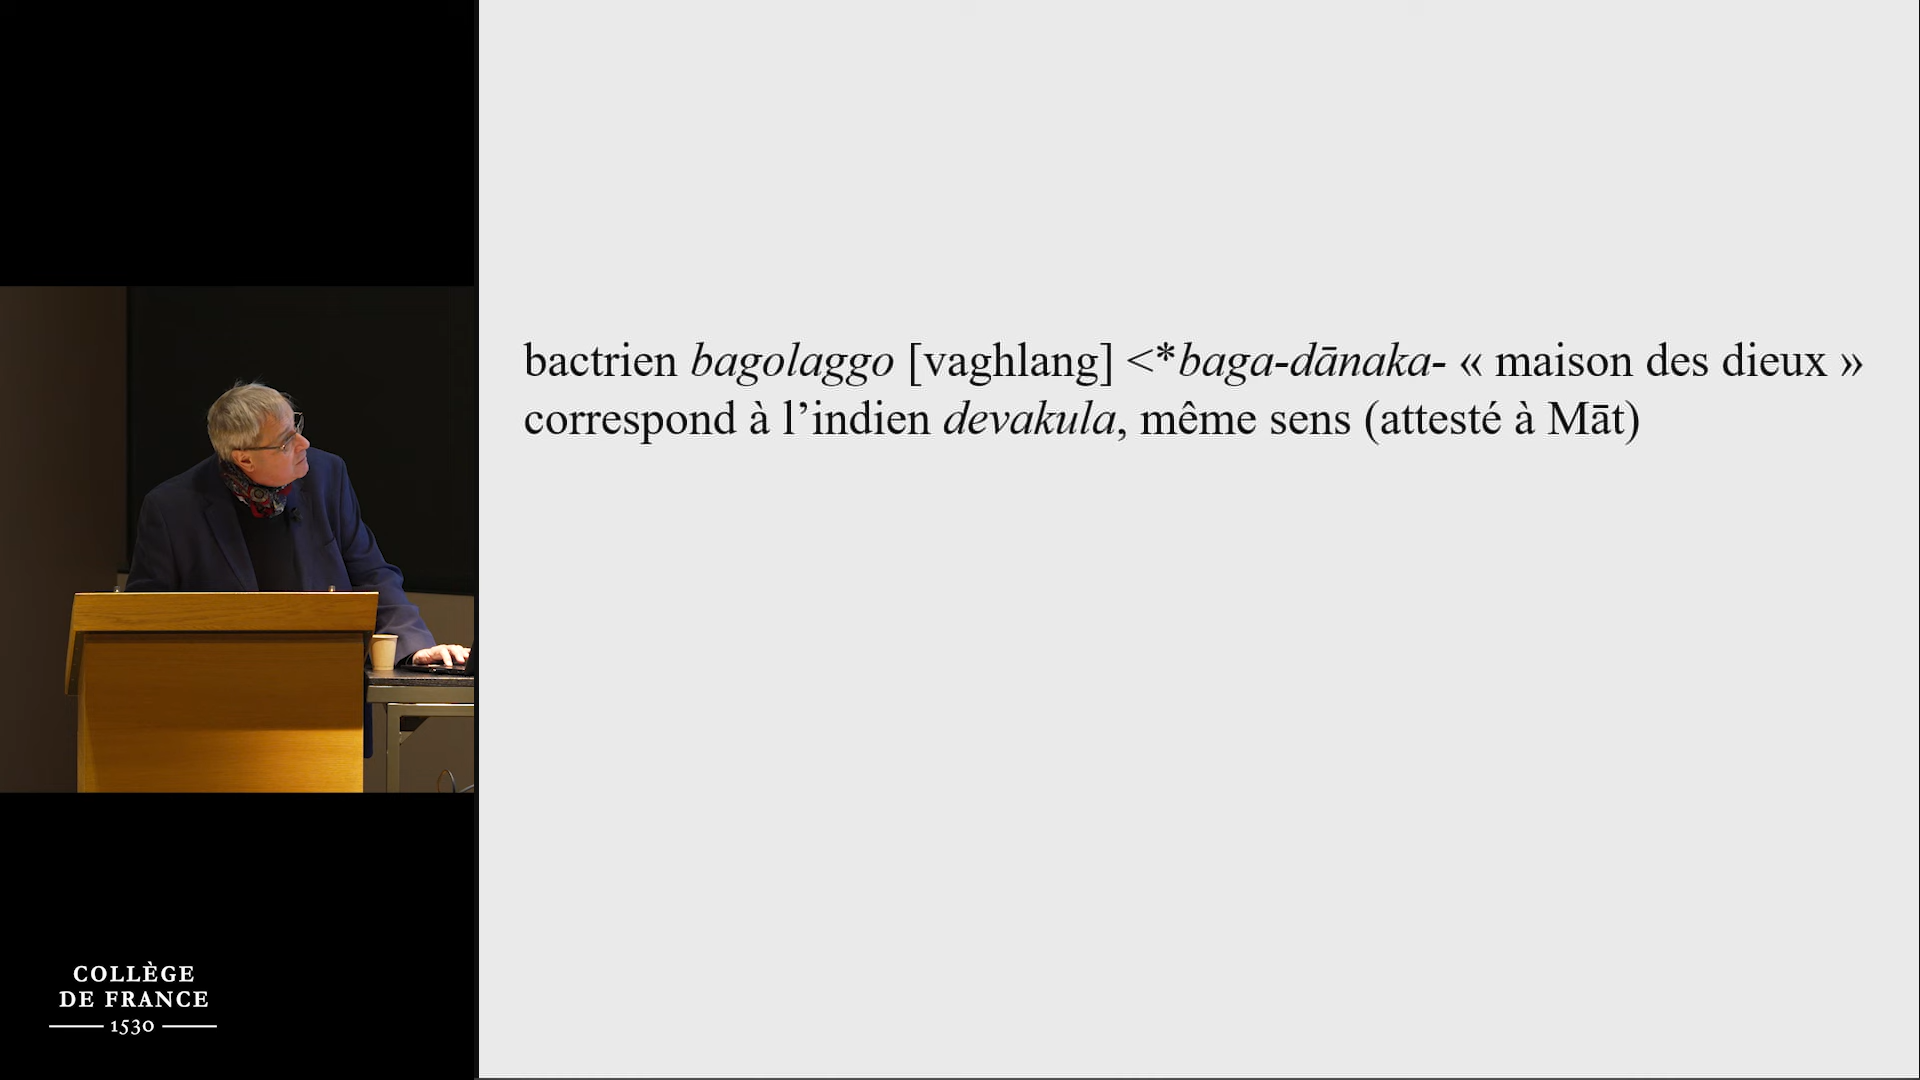 bactrien bagolaggo [vaghlang] <*baga-dānaka- « maison des dieux »
correspond à l’indien devakula, même sens (attesté à Māt)
COLLÈGE
DE FRANCE
1530